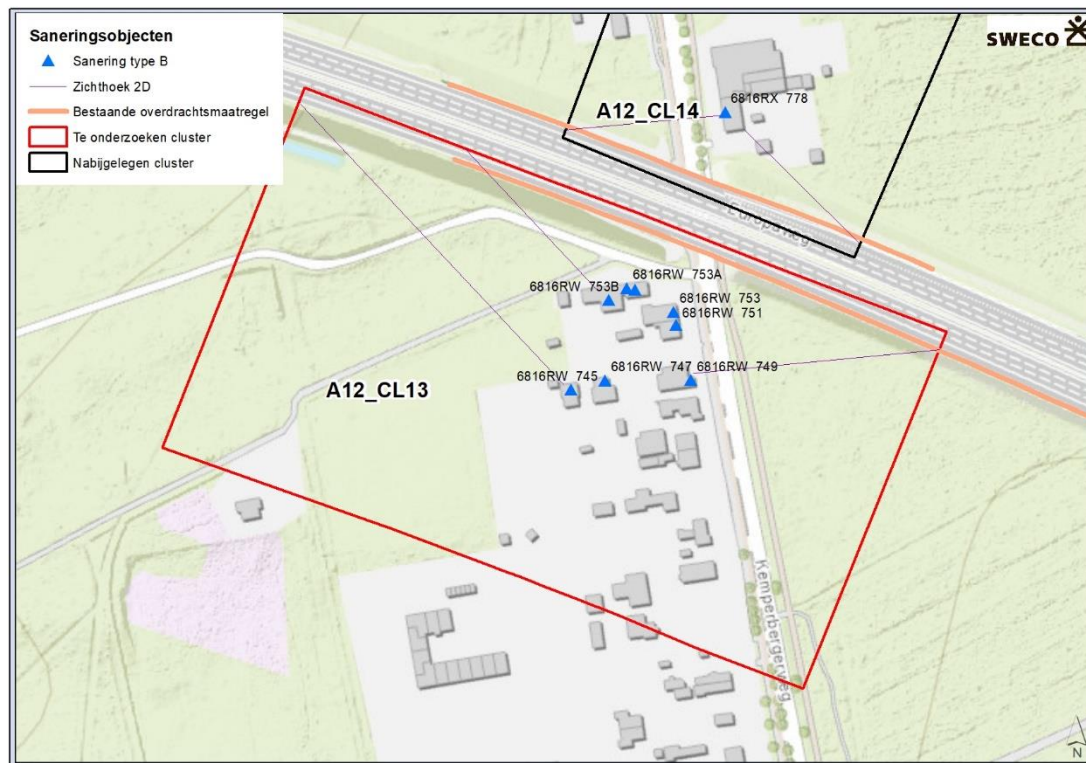 Saneringsobjecten
Sanering type B
Zichthoek 2D
Bestaande overdrachtsmaatregel
Te onderzoeken cluster
Nabijgelegen cluster
SWECO
A12_CL14
6816RX 778
Europaweg
6816RW 753A
6816RW 753B
6816RW 753
6816RW 751
6816RW 745
6816RW 747
6816RW 749
A12_CL13
Kemperbergerweg
N